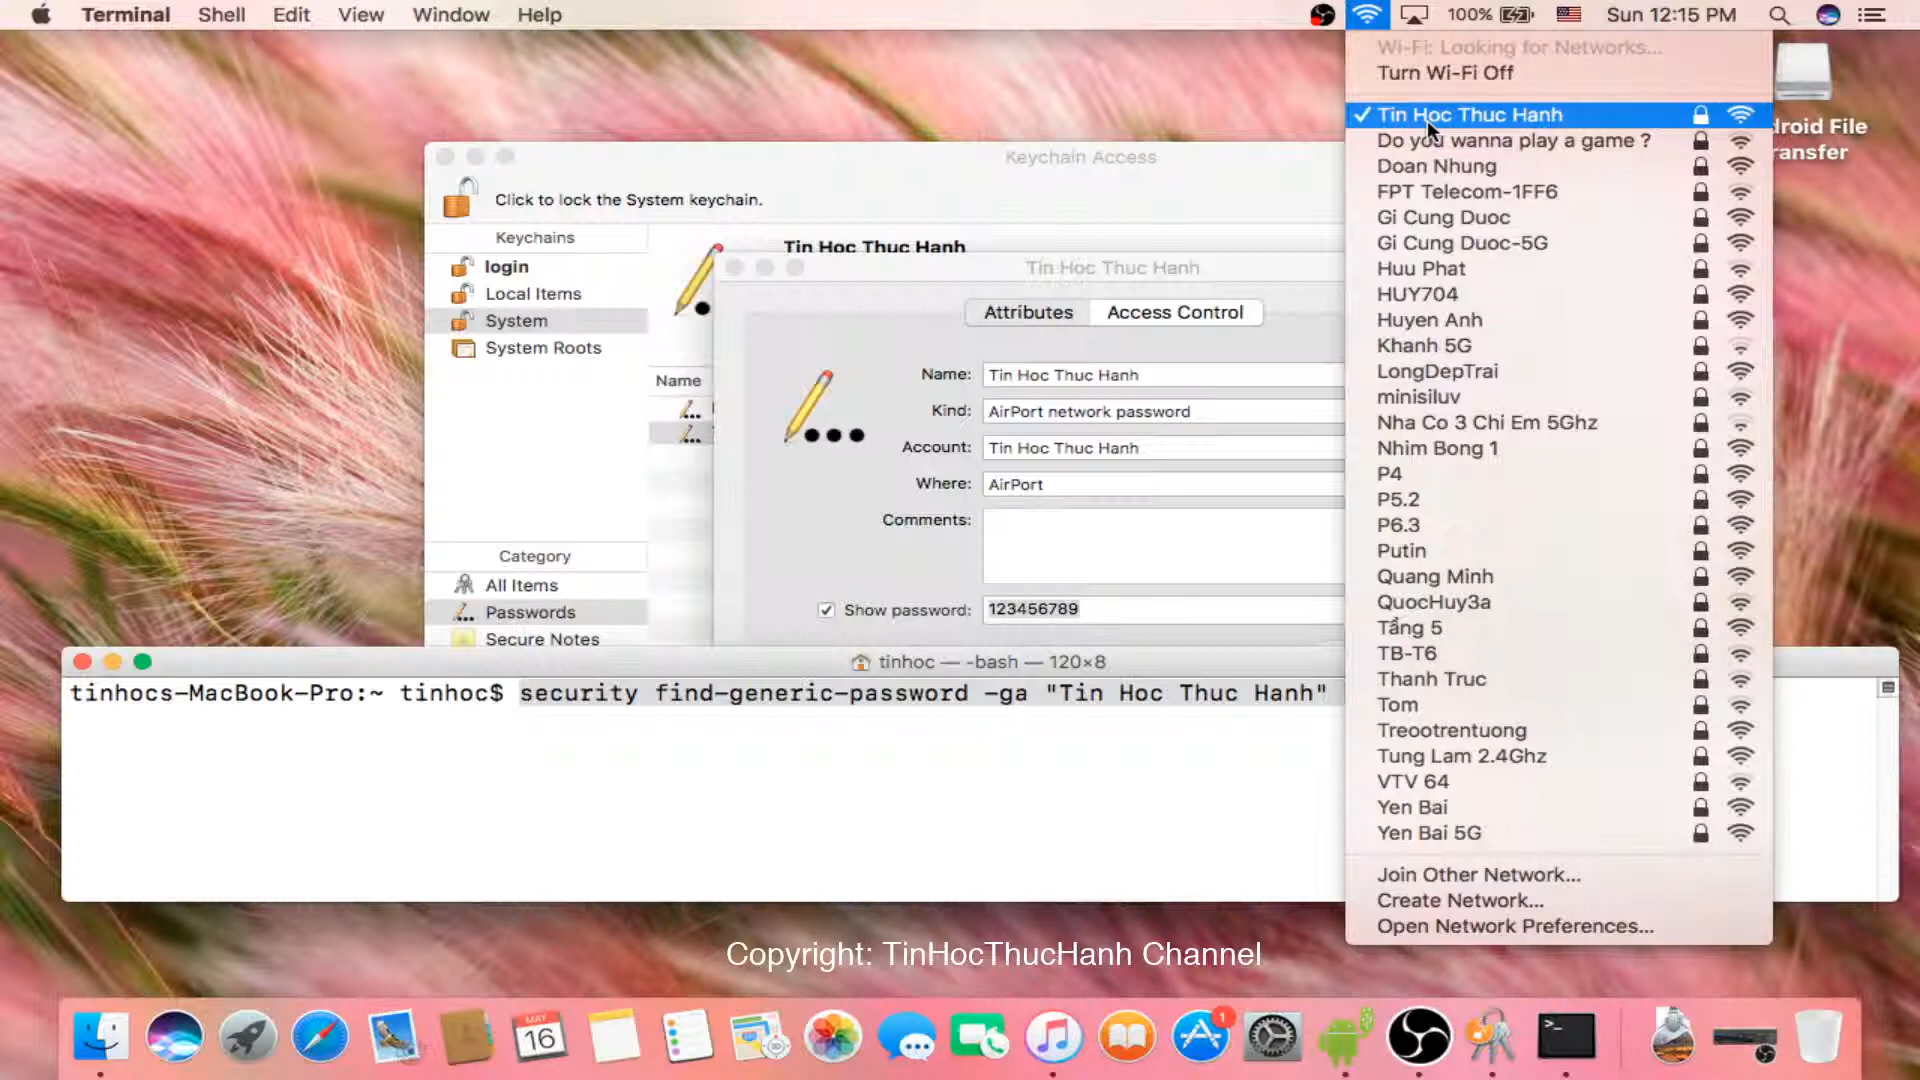 Terminal Shell Edit View Window Help 100% Sun 12:15 PM
Wi-Fi: Looking for Networks...
Turn Wi-Fi Off
Tin Hoc Thuc Hanh
Do you wanna play a game ?
Doan Nhung
FPT Telecom-1FF6
Gi Cung Duoc
Gi Cung Duoc-5G
Huu Phat
HUY704
Huyen Anh
Khanh 5G
LongDepTrai
minisiluv
Nha Co 3 Chi Em 5Ghz
Nhim Bong 1
P4
P5.2
P6.3
Putin
Quang Minh
QuocHuy3a
Tầng 5
TB-T6
Thanh Truc
Tom
Treootrentuong
Tung Lam 2.4Ghz
VTV 64
Yen Bai
Yen Bai 5G
Join Other Network...
Create Network...
Open Network Preferences...
droid File
ransfer
Keychain Access
Click to lock the System keychain.
Keychains
login
Local Items
System
System Roots
Category
All Items
Passwords
Secure Notes
Tin Hoc Thuc Hanh
Name
Tin Hoc Thuc Hanh
Attributes Access Control
Name: Tin Hoc Thuc Hanh
Kind: AirPort network password
Account: Tin Hoc Thuc Hanh
Where: AirPort
Comments:
Show password: 123456789
tinhoc — -bash — 120×8
tinhocs-MacBook-Pro:~ tinhoc$ security find-generic-password -ga "Tin Hoc Thuc Hanh"
Copyright: TinHocThucHanh Channel
MAY
16
1
>_